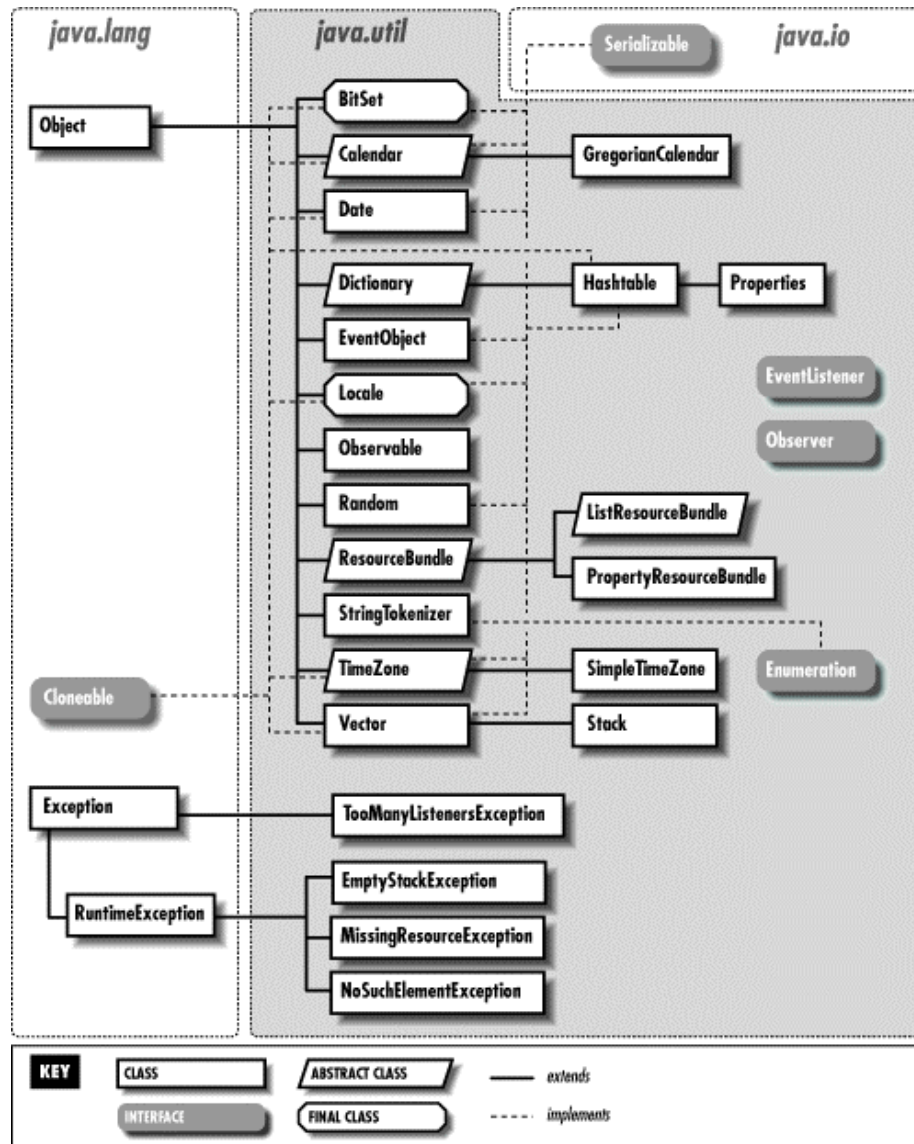 java.lang
java.util
java.io
Serializable
Object
BitSet
Calendar
GregorianCalendar
Date
Dictionary
Hashtable
Properties
EventObject
EventListener
Locale
Observer
Observable
Random
ListResourceBundle
ResourceBundle
PropertyResourceBundle
StringTokenizer
Cloneable
TimeZone
SimpleTimeZone
Enumeration
Vector
Stack
Exception
TooManyListenersException
RuntimeException
EmptyStackException
MissingResourceException
NoSuchElementException
KEY
CLASS
ABSTRACT CLASS
extends
INTERFACE
FINAL CLASS
implements